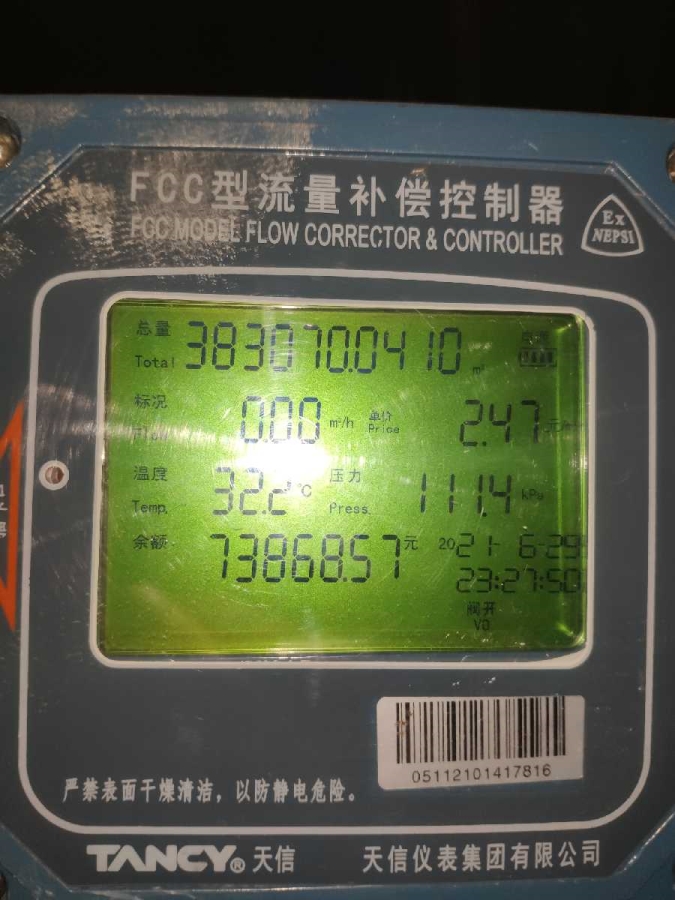 FCC型流量补偿控制器
FCC MODEL FLOW CORRECTOR & CONTROLLER
Ex
NEPSI
总量
Total 383070.0410 m³
标况
Flow 0.00 m³/h 单价 Price 2.47
温度
Temp. 32.2 °C 压力 Press. 111.4 kPa
余额 73868.57 元 2021-6-29
23:27:50
阀开
V0
05112101417816
严禁表面干燥清洁，以防静电危险。
TANCY® 天信 天信仪表集团有限公司